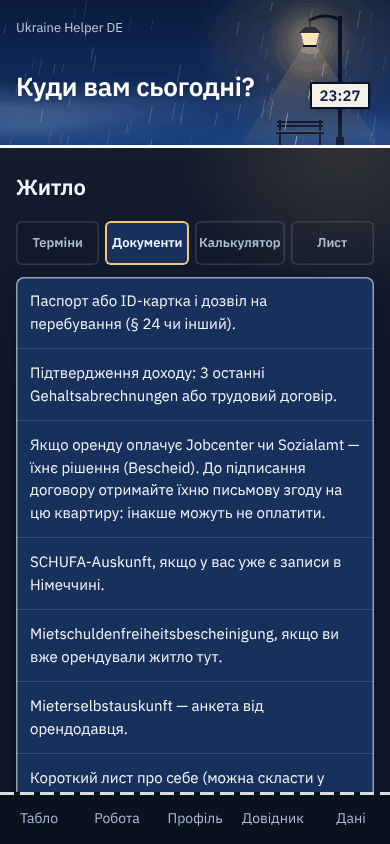 Ukraine Helper DE
Куди вам сьогодні?
23:27
Житло
Терміни
Документи
Калькулятор
Лист
Паспорт або ID-картка і дозвіл на
перебування (§ 24 чи інший).
Підтвердження доходу: 3 останні
Gehaltsabrechnungen або трудовий договір.
Якщо оренду оплачує Jobcenter чи Sozialamt —
їхнє рішення (Bescheid). До підписання
договору отримайте їхню письмову згоду на
цю квартиру: інакше можуть не оплатити.
SCHUFA-Auskunft, якщо у вас уже є записи в
Німеччині.
Mietschuldenfreiheitsbescheinigung, якщо ви
вже орендували житло тут.
Mieterselbstauskunft — анкета від
орендодавця.
Короткий лист про себе (можна скласти у
Табло
Робота
Профіль
Довідник
Дані